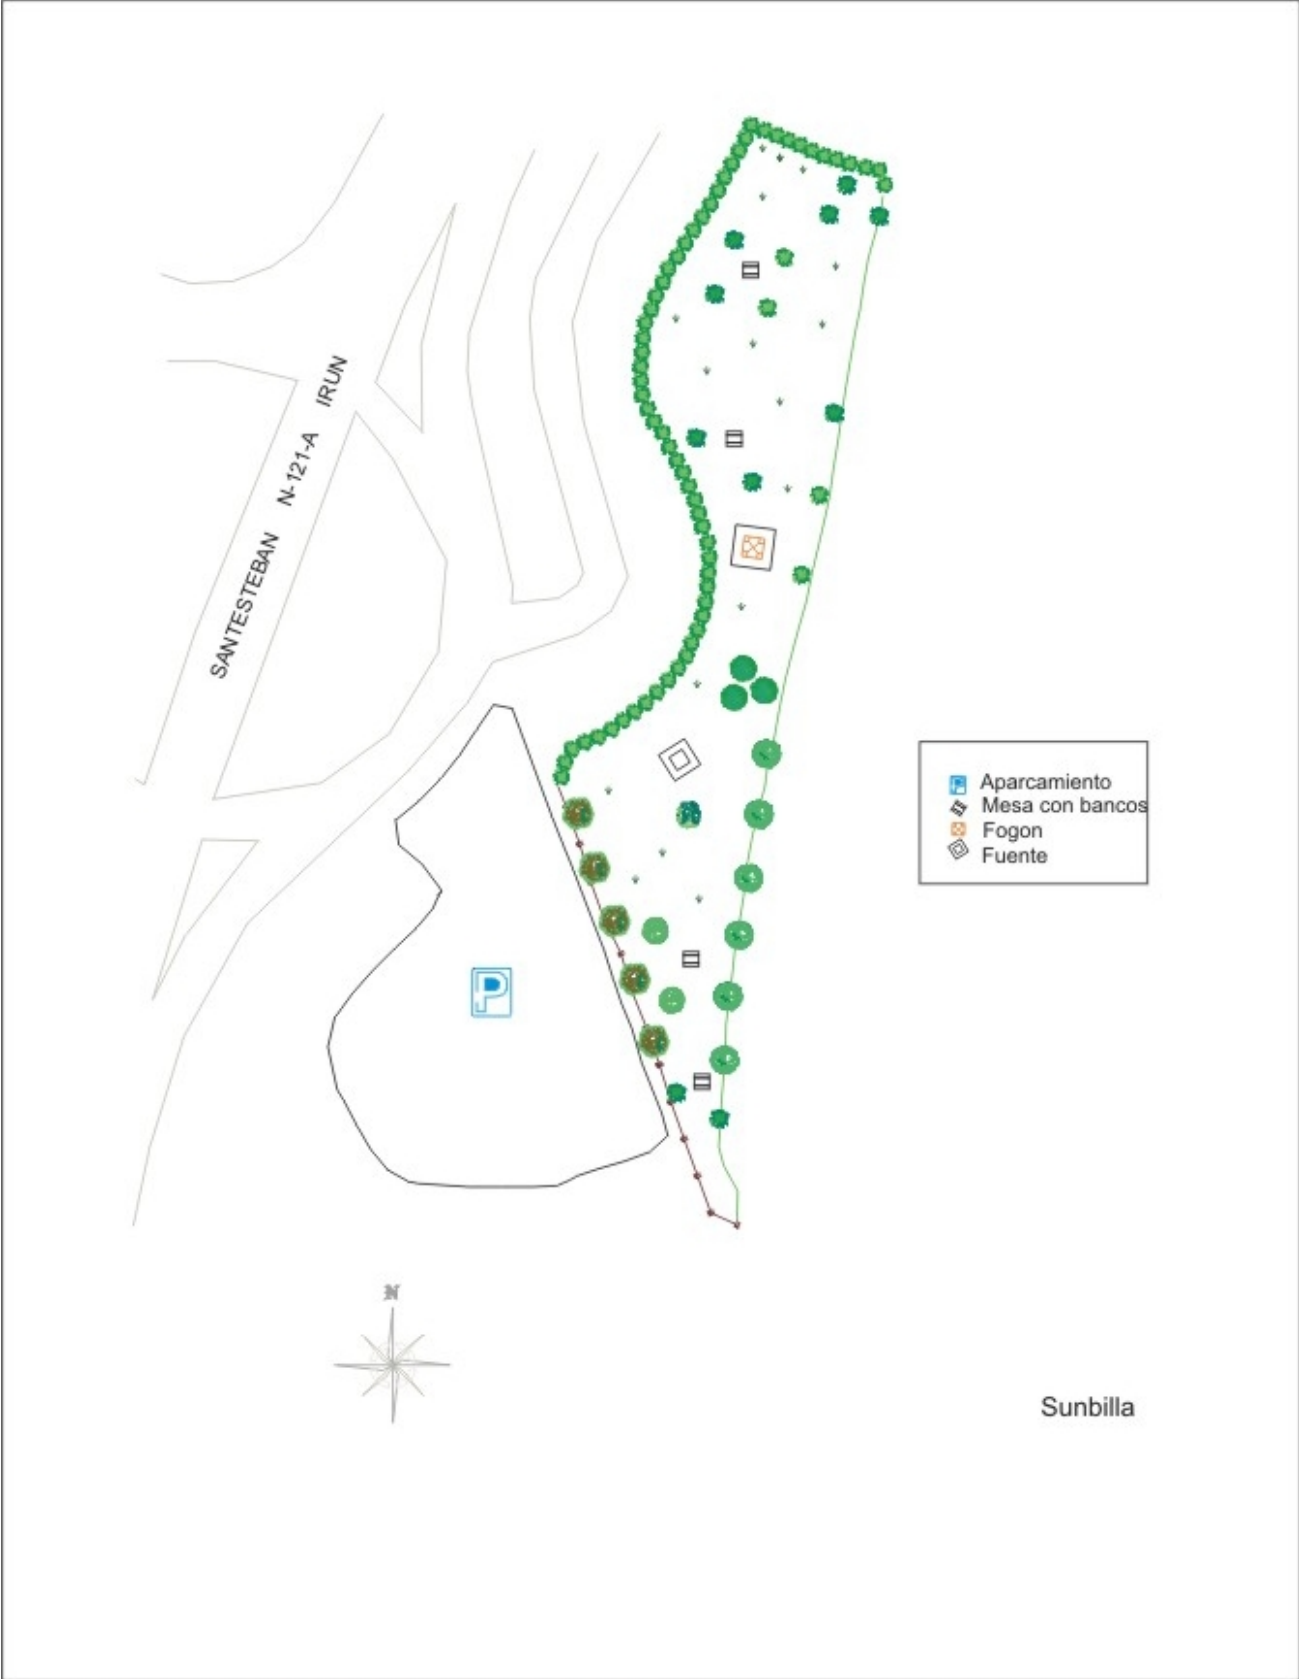 SANTESTEBAN N-121-A IRUN
P
Aparcamiento
Mesa con bancos
Fogon
Fuente
N
Sunbilla